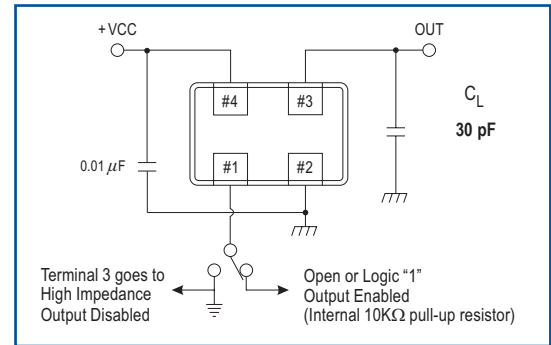 +VCC
OUT
#4
#3
C_L
30 pF
0.01 μF
#1
#2
Terminal 3 goes to
High Impedance
Output Disabled
Open or Logic “1”
Output Enabled
(Internal 10KΩ pull-up resistor)